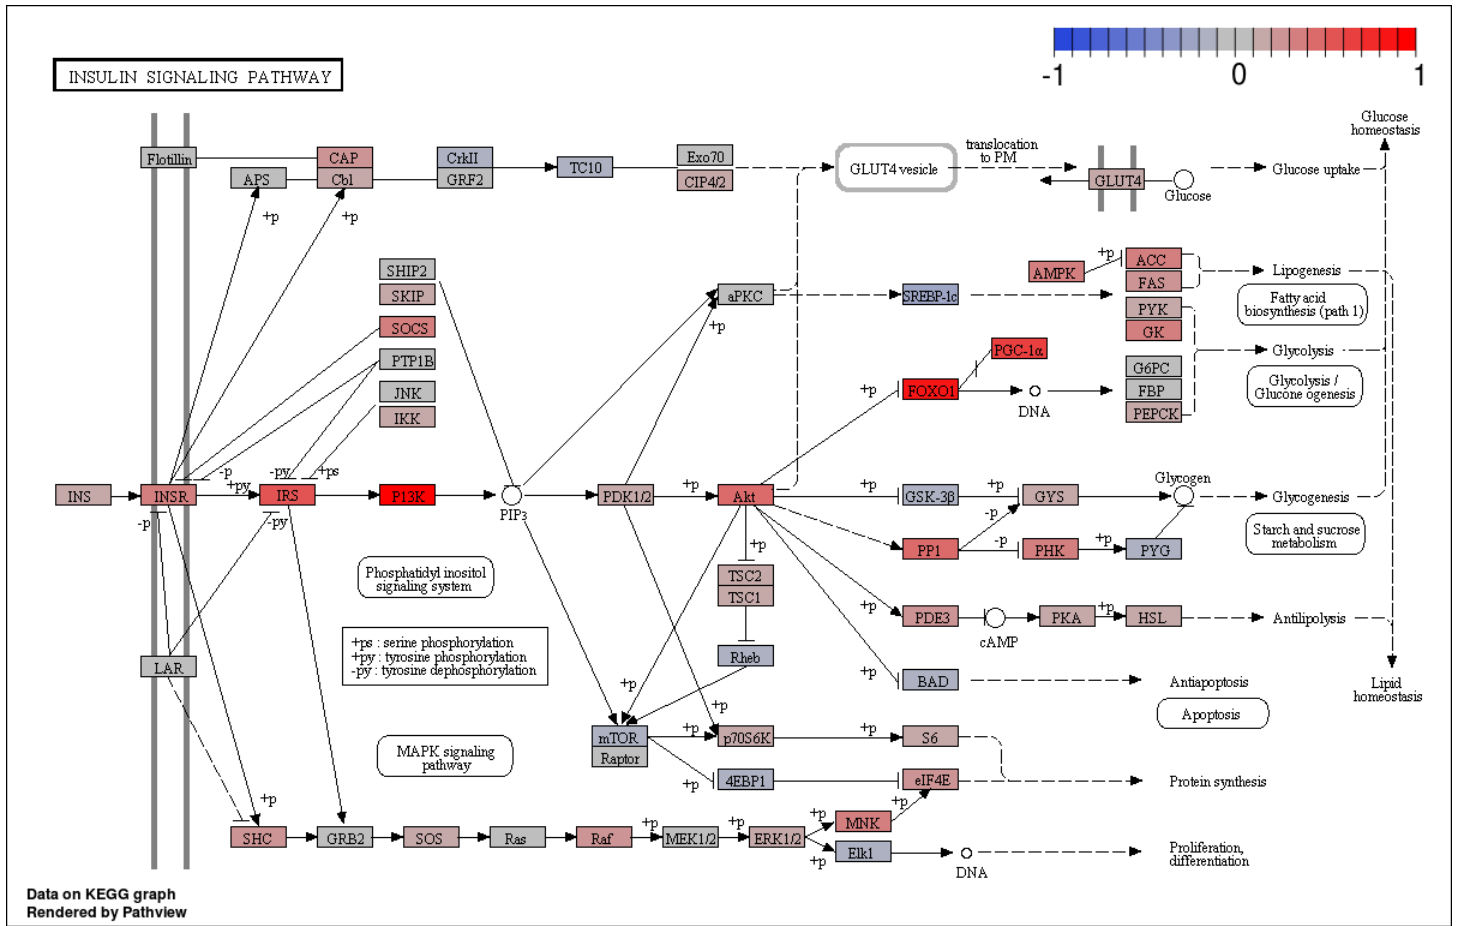 INSULIN SIGNALING PATHWAY
-1 0 1
Flotillin
CAP
Cbl
APS
CrkII
GRF2
TC10
Exo70
CIP4/2
GLUT4 vesicle
translocation
to PM
GLUT4
Glucose
Glucose uptake
Glucose
homeostasis
+p
+p
SHIP2
SKIP
SOCS
PTP1B
JNK
IKK
aPKC
+p
SREBP-1c
AMPK
+p
ACC
FAS
PYK
GK
G6PC
FBP
PEPCK
Lipogenesis
Fatty acid
biosynthesis (path 1)
Glycolysis
Glycolysis /
Glucone ogenesis
PGC-1α
+p
FOXO1
DNA
INS
INSR
-p
+py
-p
IRS
-py
+ps
-py
P13K
PIP3
PDK1/2
+p
Akt
+p
GSK-3β
+p
GYS
Glycogen
Glycogenesis
Starch and sucrose
metabolism
-p
PP1
-p
PHK
+p
PYG
+p
TSC2
TSC1
Rheb
+p
PDE3
cAMP
PKA
+p
HSL
Antilipolysis
+p
BAD
Antiapoptosis
Apoptosis
Lipid
homeostasis
Phosphatidyl inositol
signaling system
+ps : serine phosphorylation
+py : tyrosine phosphorylation
-py : tyrosine dephosphorylation
LAR
MAPK signaling
pathway
+p
+p
mTOR
Raptor
+p
p70S6K
+p
S6
+p
4EBP1
eIF4E
Protein synthesis
+p
SHC
GRB2
SOS
Ras
Raf
+p
MEK1/2
+p
ERK1/2
+p
MNK
+p
+p
Elk1
DNA
Proliferation,
differentiation
Data on KEGG graph
Rendered by Pathview